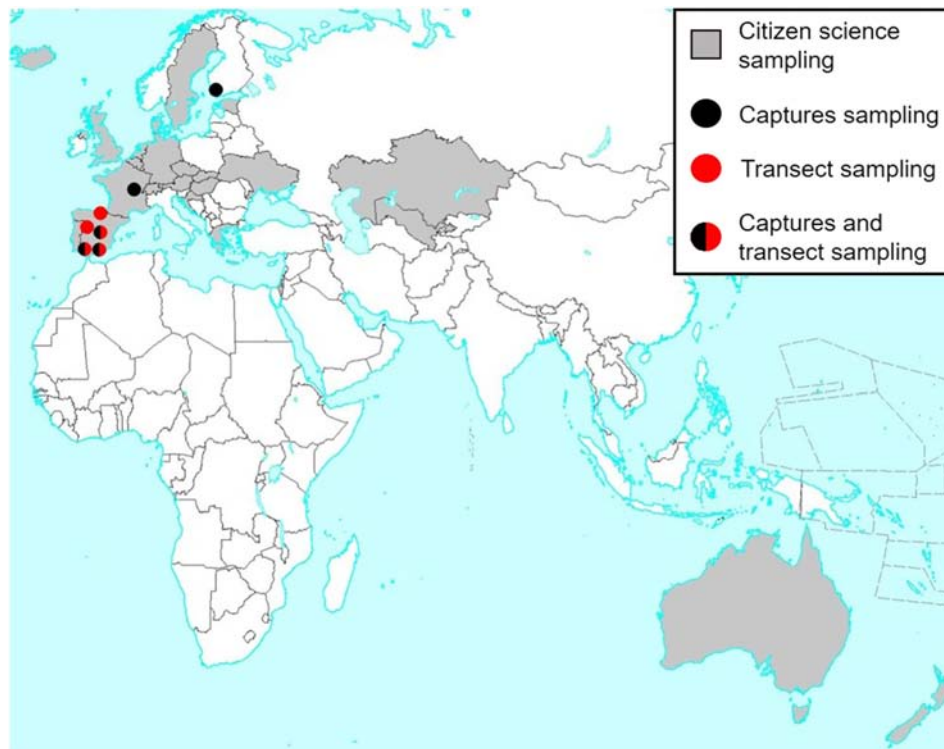 Citizen science
sampling
Captures sampling
Transect sampling
Captures and
transect sampling